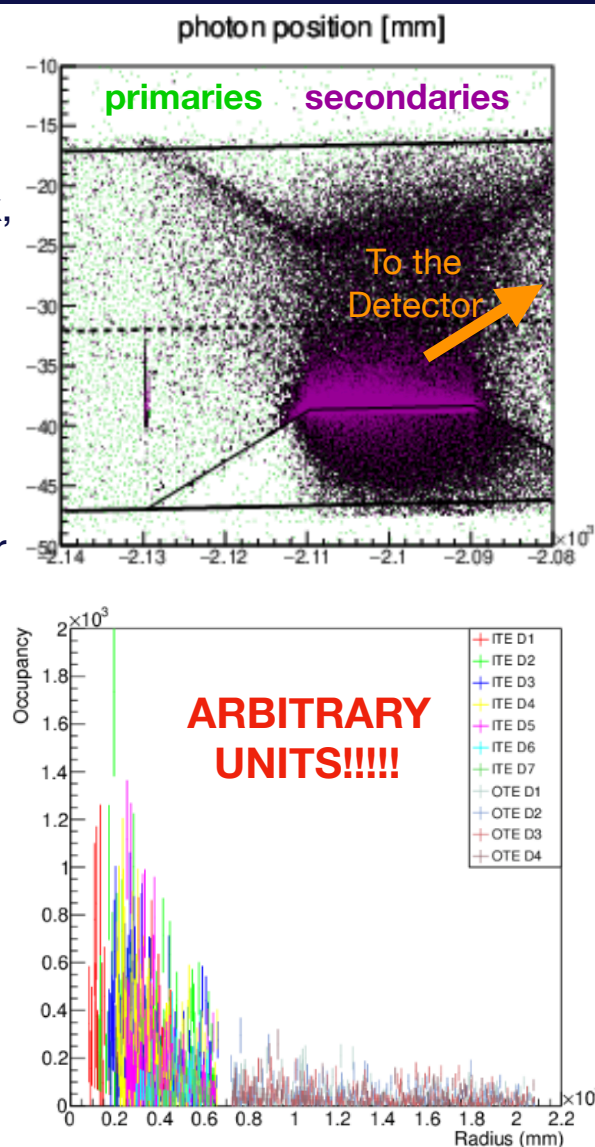 photon position [mm]
primaries secondaries
To the
Detector
−10
−15
−20
−25
−30
−35
−40
−45
−50
−2.14 −2.13 −2.12 −2.11 −2.1 −2.09 −2.08
×10³
×10³
Occupancy
2
1.8
1.6
1.4
1.2
1
0.8
0.6
0.4
0.2
0
ARBITRARY
UNITS!!!!!
ITE D1
ITE D2
ITE D3
ITE D4
ITE D5
ITE D6
ITE D7
OTE D1
OTE D2
OTE D3
OTE D4
0 0.2 0.4 0.6 0.8 1 1.2 1.4 1.6 1.8 2 2.2
×10
Radius (mm)